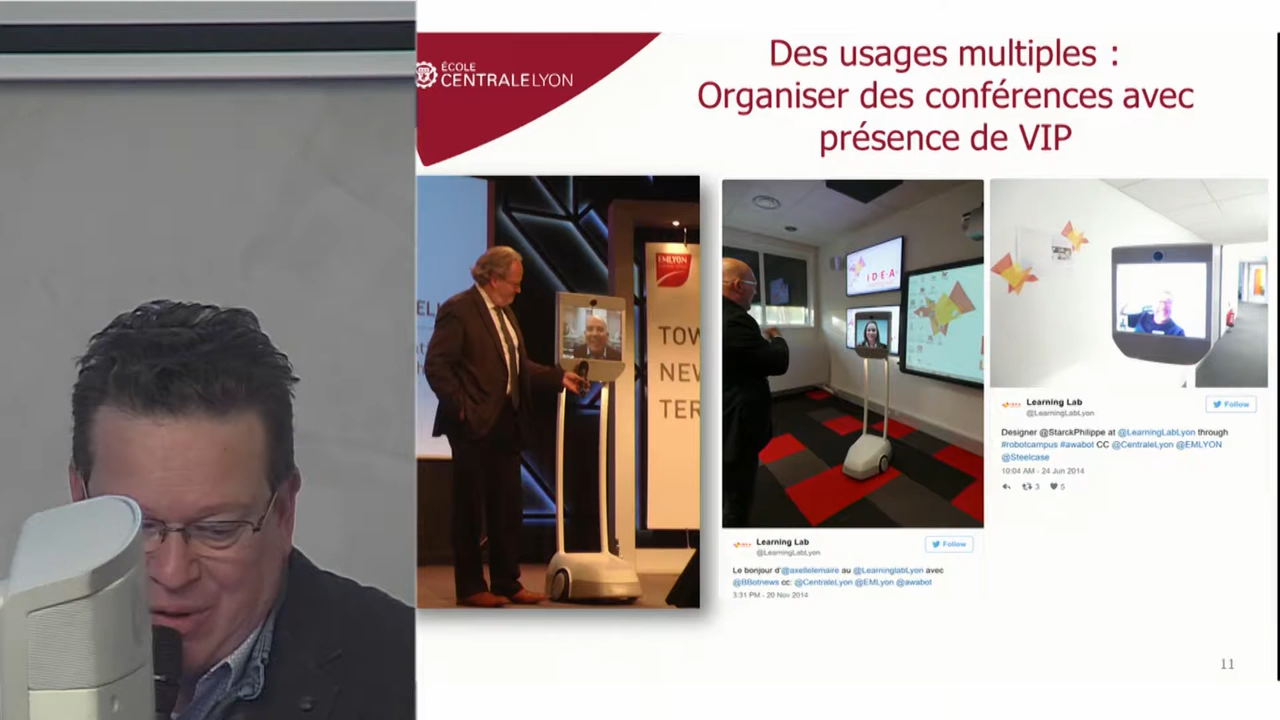 ÉCOLE
CENTRALELYON
Des usages multiples :
Organiser des conférences avec
présence de VIP
EMLYON
TOW
NEW
TER
I·D·E·A
Learning Lab
@LearningLabLyon
Follow
Le bonjour d'@axellelemaire au @LearninglabLyon avec
@BBotnews cc: @CentraleLyon @EMLyon @awabot
3:31 PM - 20 Nov 2014
Learning Lab
@LearningLabLyon
Follow
Designer @StarckPhilippe at @LearningLabLyon through
#robotcampus #awabot CC @CentraleLyon @EMLYON
@Steelcase
10:04 AM - 24 Jun 2014
3 5
11